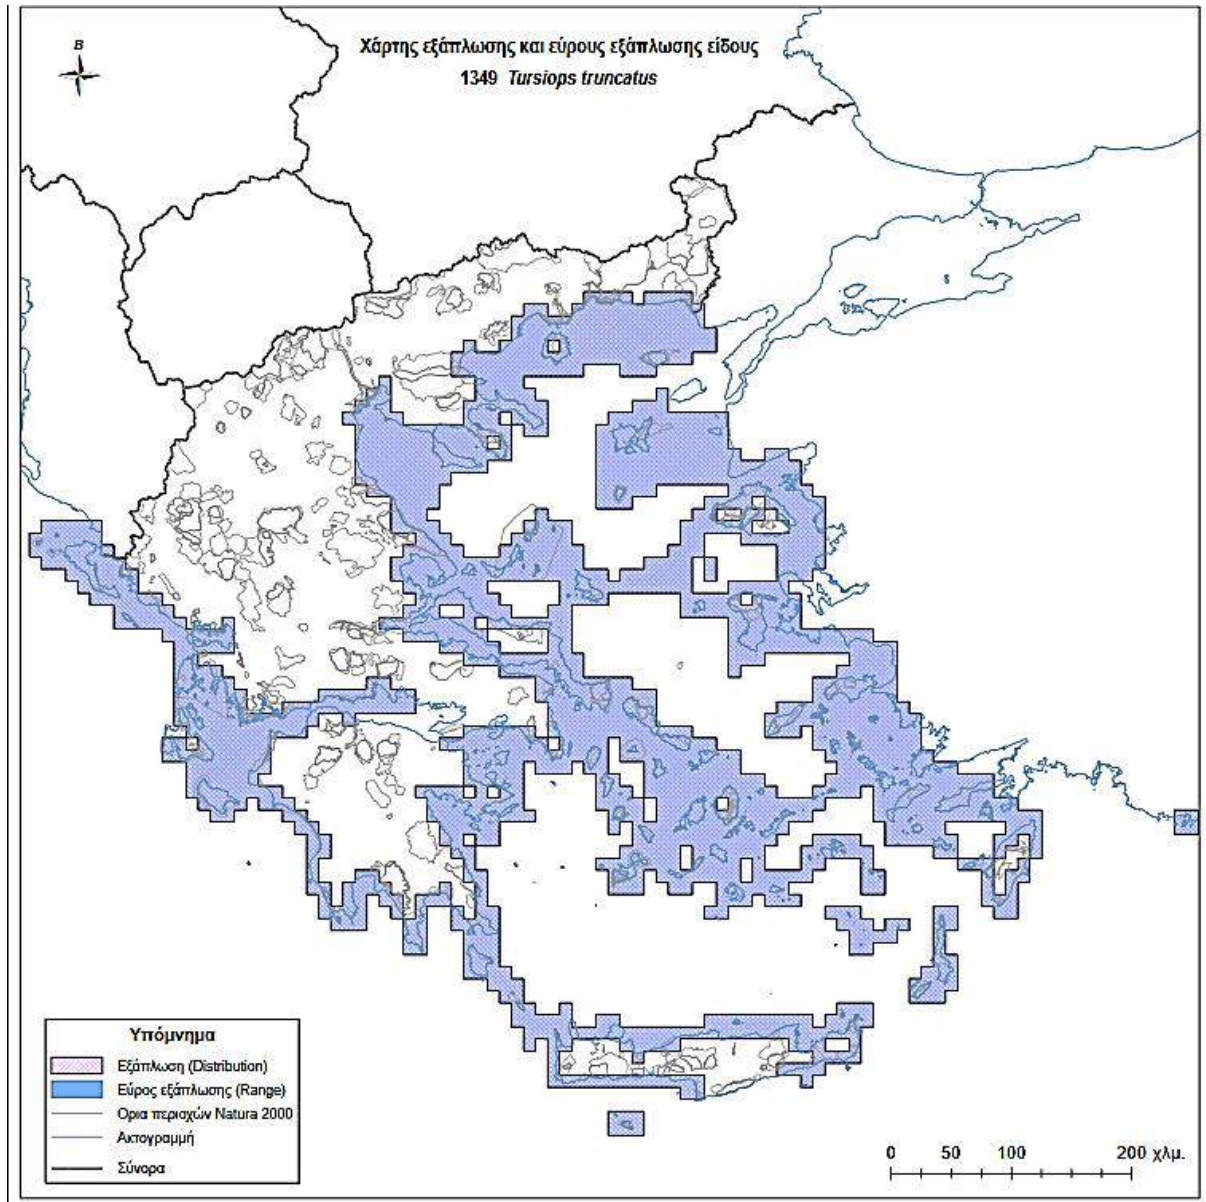 Χάρτης εξάπλωσης και εύρους εξάπλωσης είδους
1349 Tursiops truncatus
Β
Υπόμνημα
Εξάπλωση (Distribution)
Εύρος εξάπλωσης (Range)
Ορια περιοχών Natura 2000
Ακτογραμμή
Σύνορα
0 50 100 200 χλμ.